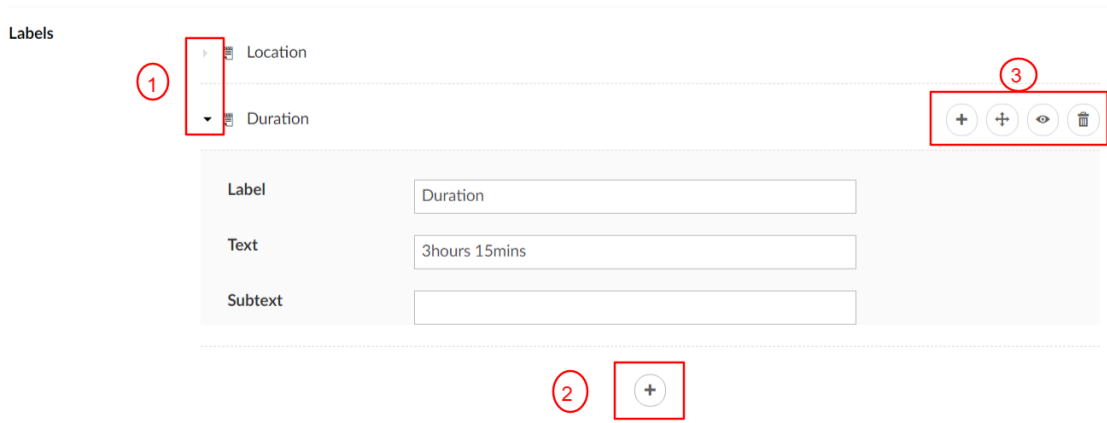 Labels
Location
1
3
Duration
Label
Duration
Text
3hours 15mins
Subtext
2